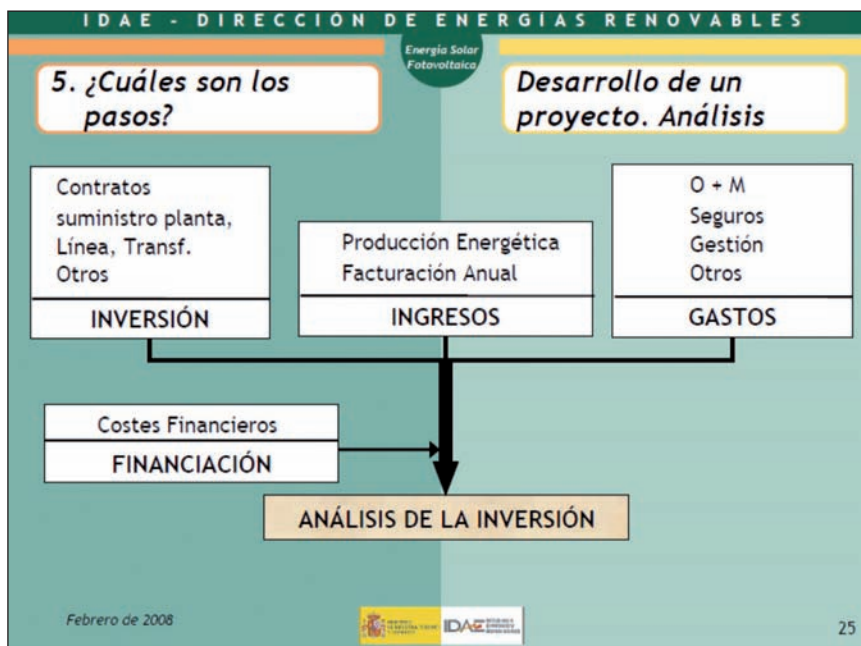 IDAE - DIRECCIÓN DE ENERGÍAS RENOVABLES
Energía Solar
Fotovoltaica
5. ¿Cuáles son los
pasos?
Desarrollo de un
proyecto. Análisis
Contratos
suministro planta,
Línea, Transf.
Otros
INVERSIÓN
Producción Energética
Facturación Anual
INGRESOS
O + M
Seguros
Gestión
Otros
GASTOS
Costes Financieros
FINANCIACIÓN
ANÁLISIS DE LA INVERSIÓN
Febrero de 2008
IDAE
25